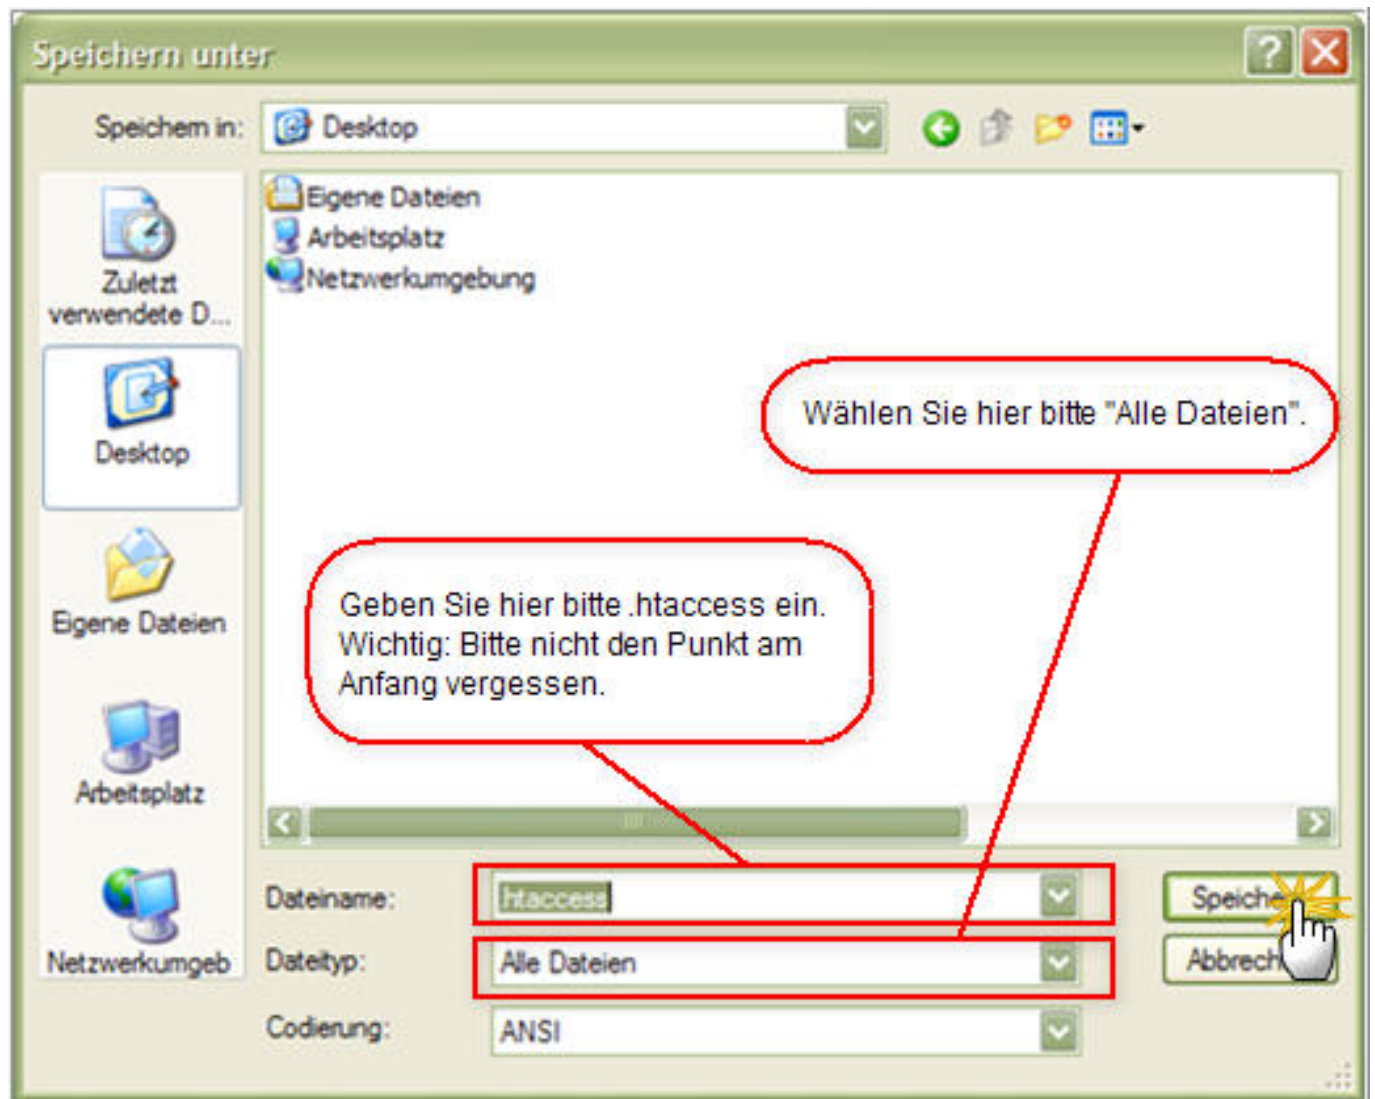 Speichern unter
Speichern in:
Desktop
Eigene Dateien
Arbeitsplatz
Netzwerkumgebung
Zuletzt
verwendete D...
Desktop
Eigene Dateien
Arbeitsplatz
Netzwerkumgeb
Wählen Sie hier bitte "Alle Dateien".
Geben Sie hier bitte .htaccess ein.
Wichtig: Bitte nicht den Punkt am
Anfang vergessen.
Dateiname:
.htaccess
Speiche
Dateityp:
Alle Dateien
Abbrech
Codierung:
ANSI